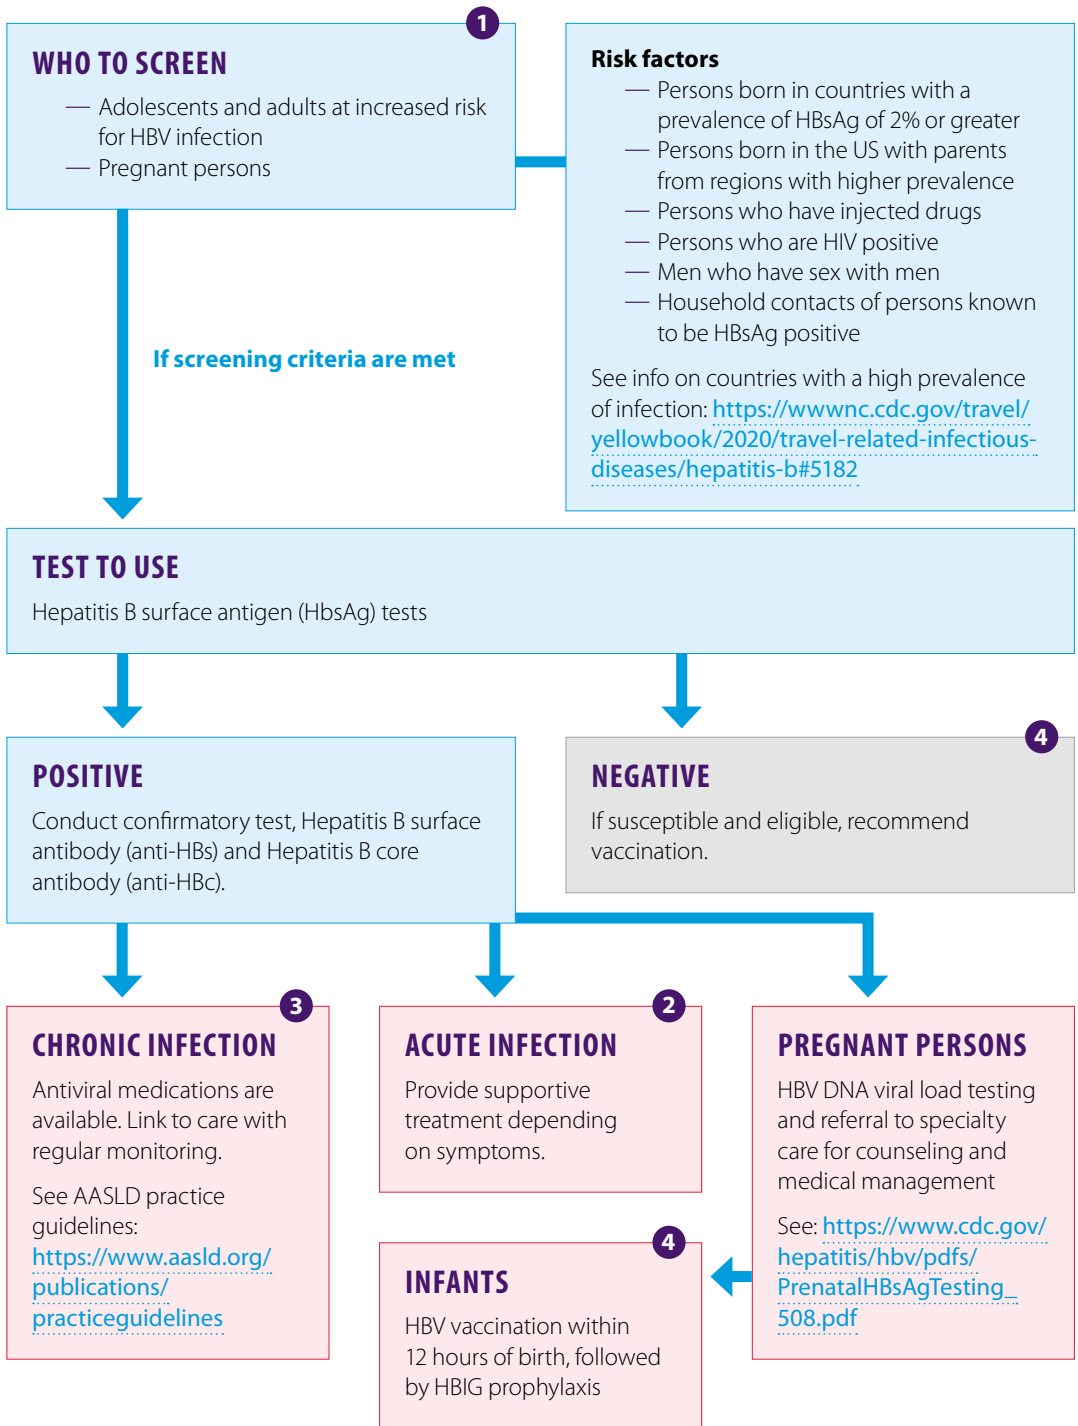 1
WHO TO SCREEN
— Adolescents and adults at increased risk
for HBV infection
— Pregnant persons
Risk factors
— Persons born in countries with a
prevalence of HBsAg of 2% or greater
— Persons born in the US with parents
from regions with higher prevalence
— Persons who have injected drugs
— Persons who are HIV positive
— Men who have sex with men
— Household contacts of persons known
to be HBsAg positive
See info on countries with a high prevalence
of infection: https://wwwnc.cdc.gov/travel/
yellowbook/2020/travel-related-infectious-
diseases/hepatitis-b#5182
If screening criteria are met
TEST TO USE
Hepatitis B surface antigen (HbsAg) tests
POSITIVE
Conduct confirmatory test, Hepatitis B surface
antibody (anti-HBs) and Hepatitis B core
antibody (anti-HBc).
4
NEGATIVE
If susceptible and eligible, recommend
vaccination.
3
CHRONIC INFECTION
Antiviral medications are
available. Link to care with
regular monitoring.
See AASLD practice
guidelines:
https://www.aasld.org/
publications/
practiceguidelines
2
ACUTE INFECTION
Provide supportive
treatment depending
on symptoms.
PREGNANT PERSONS
HBV DNA viral load testing
and referral to specialty
care for counseling and
medical management
See: https://www.cdc.gov/
hepatitis/hbv/pdfs/
PrenatalHBsAgTesting_
508.pdf
4
INFANTS
HBV vaccination within
12 hours of birth, followed
by HBIG prophylaxis